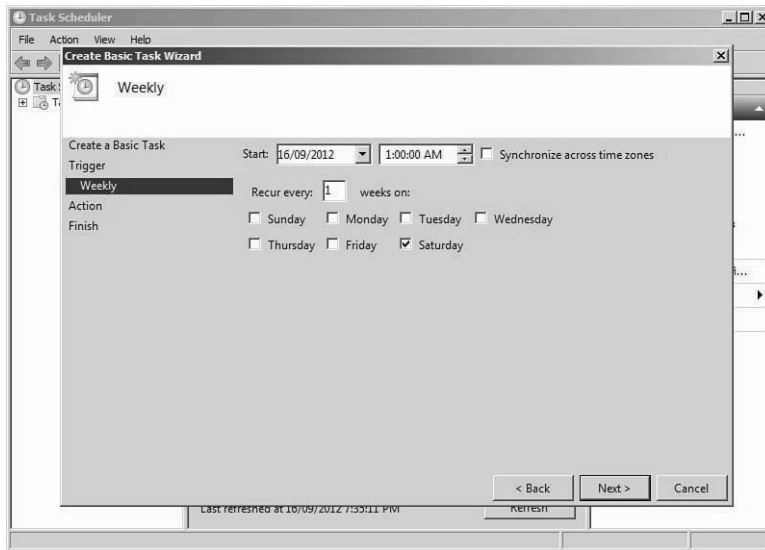 Task Scheduler
File Action View Help
Create Basic Task Wizard
Weekly
Create a Basic Task
Trigger
Weekly
Action
Finish
Start: 16/09/2012 1:00:00 AM Synchronize across time zones
Recur every: 1 weeks on:
Sunday Monday Tuesday Wednesday
Thursday Friday Saturday
< Back Next > Cancel
Last refreshed at 16/09/2012 7:35:11 PM Refresh